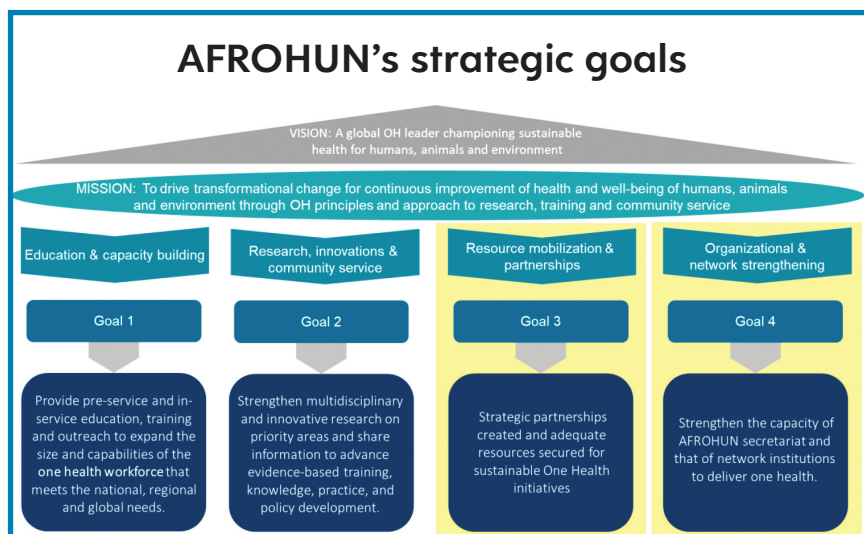 AFROHUN's strategic goals
VISION: A global OH leader championing sustainable
health for humans, animals and environment
MISSION: To drive transformational change for continuous improvement of health and well-being of humans, animals
and environment through OH principles and approach to research, training and community service
Education & capacity building
Goal 1
Provide pre-service and in-
service education, training
and outreach to expand the
size and capabilities of the
one health workforce that
meets the national, regional
and global needs.
Research, innovations &
community service
Goal 2
Strengthen multidisciplinary
and innovative research on
priority areas and share
information to advance
evidence-based training,
knowledge, practice, and
policy development.
Resource mobilization &
partnerships
Goal 3
Strategic partnerships
created and adequate
resources secured for
sustainable One Health
initiatives
Organizational &
network strengthening
Goal 4
Strengthen the capacity of
AFROHUN secretariat and
that of network institutions
to deliver one health.